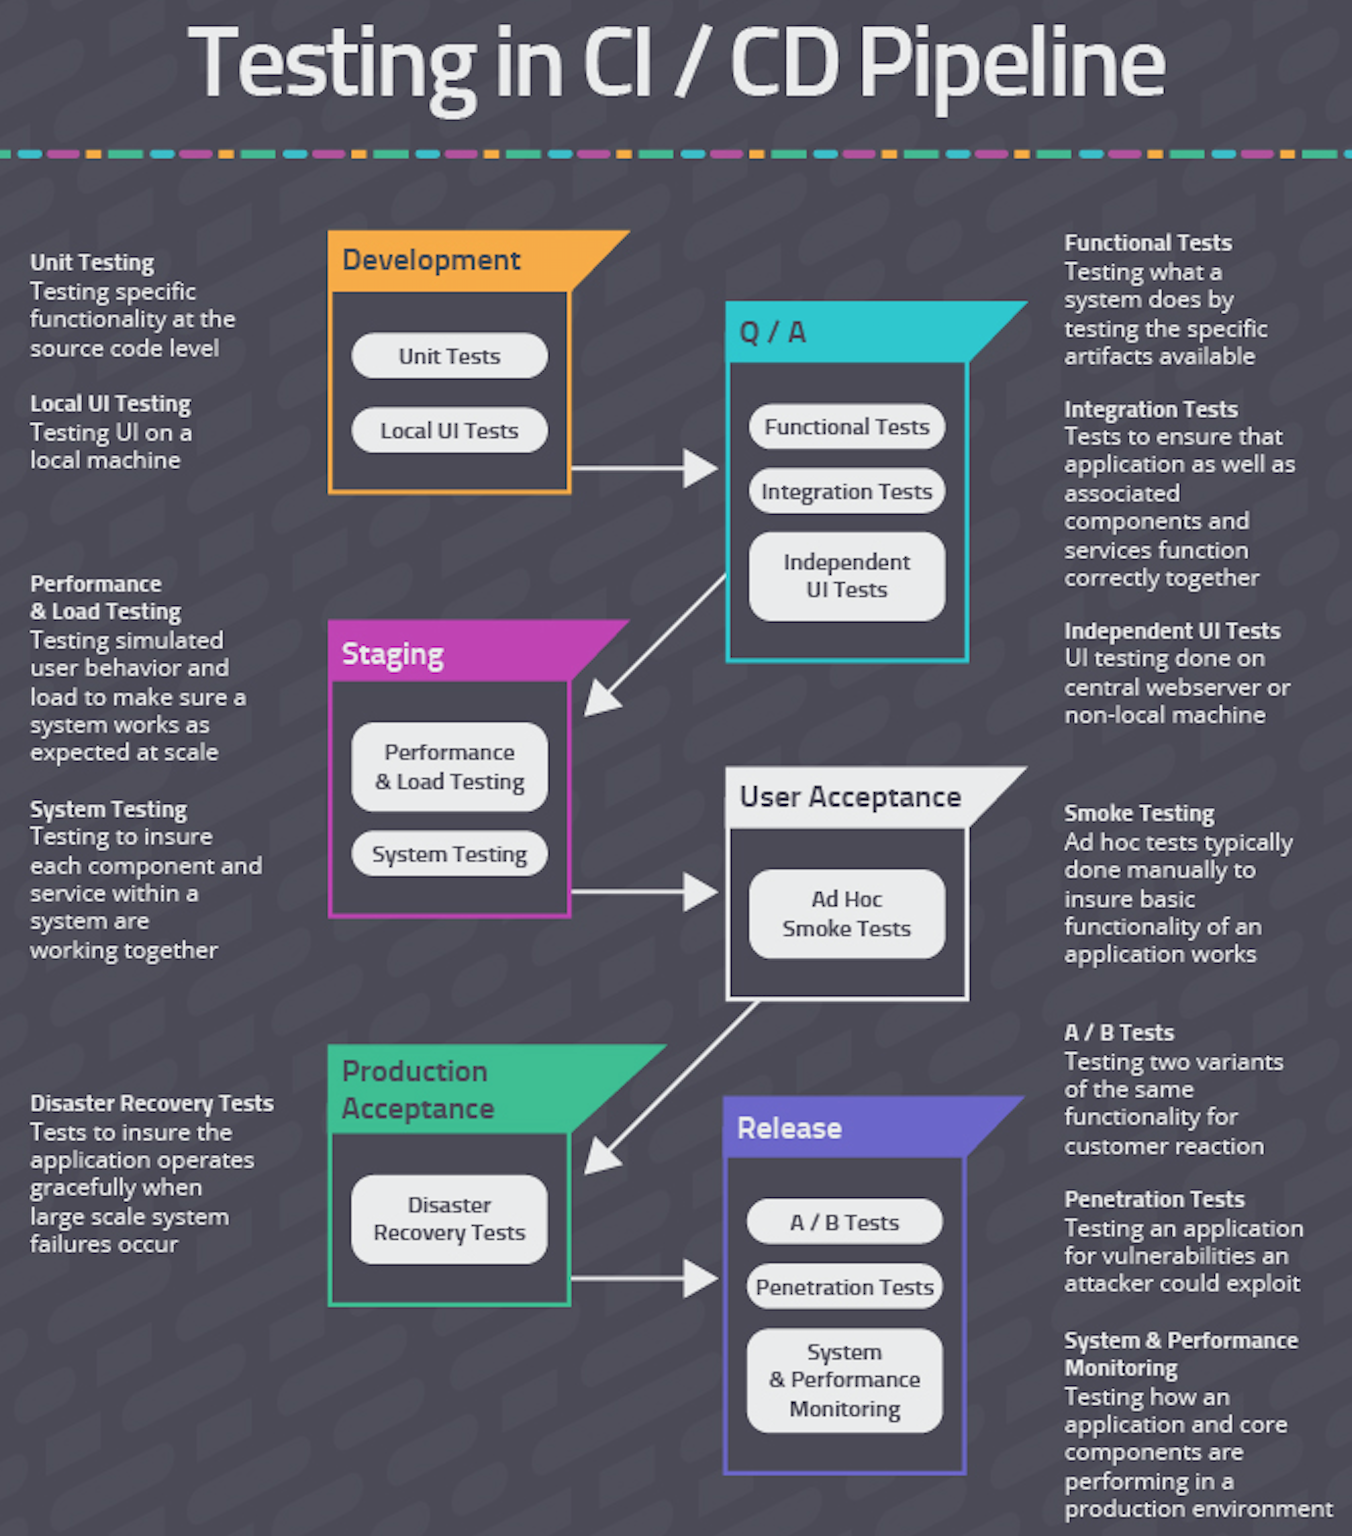 Testing in CI / CD Pipeline
Unit Testing
Testing specific
functionality at the
source code level
Local UI Testing
Testing UI on a
local machine
Development
Unit Tests
Local UI Tests
Q / A
Functional Tests
Integration Tests
Independent
UI Tests
Functional Tests
Testing what a
system does by
testing the specific
artifacts available
Integration Tests
Tests to ensure that
application as well as
associated
components and
services function
correctly together
Independent UI Tests
UI testing done on
central webserver or
non-local machine
Performance
& Load Testing
Testing simulated
user behavior and
load to make sure a
system works as
expected at scale
System Testing
Testing to insure
each component and
service within a
system are
working together
Staging
Performance
& Load Testing
System Testing
User Acceptance
Ad Hoc
Smoke Tests
Smoke Testing
Ad hoc tests typically
done manually to
insure basic
functionality of an
application works
Disaster Recovery Tests
Tests to insure the
application operates
gracefully when
large scale system
failures occur
Production
Acceptance
Disaster
Recovery Tests
Release
A / B Tests
Penetration Tests
System
& Performance
Monitoring
A / B Tests
Testing two variants
of the same
functionality for
customer reaction
Penetration Tests
Testing an application
for vulnerabilities an
attacker could exploit
System & Performance
Monitoring
Testing how an
application and core
components are
performing in a
production environment